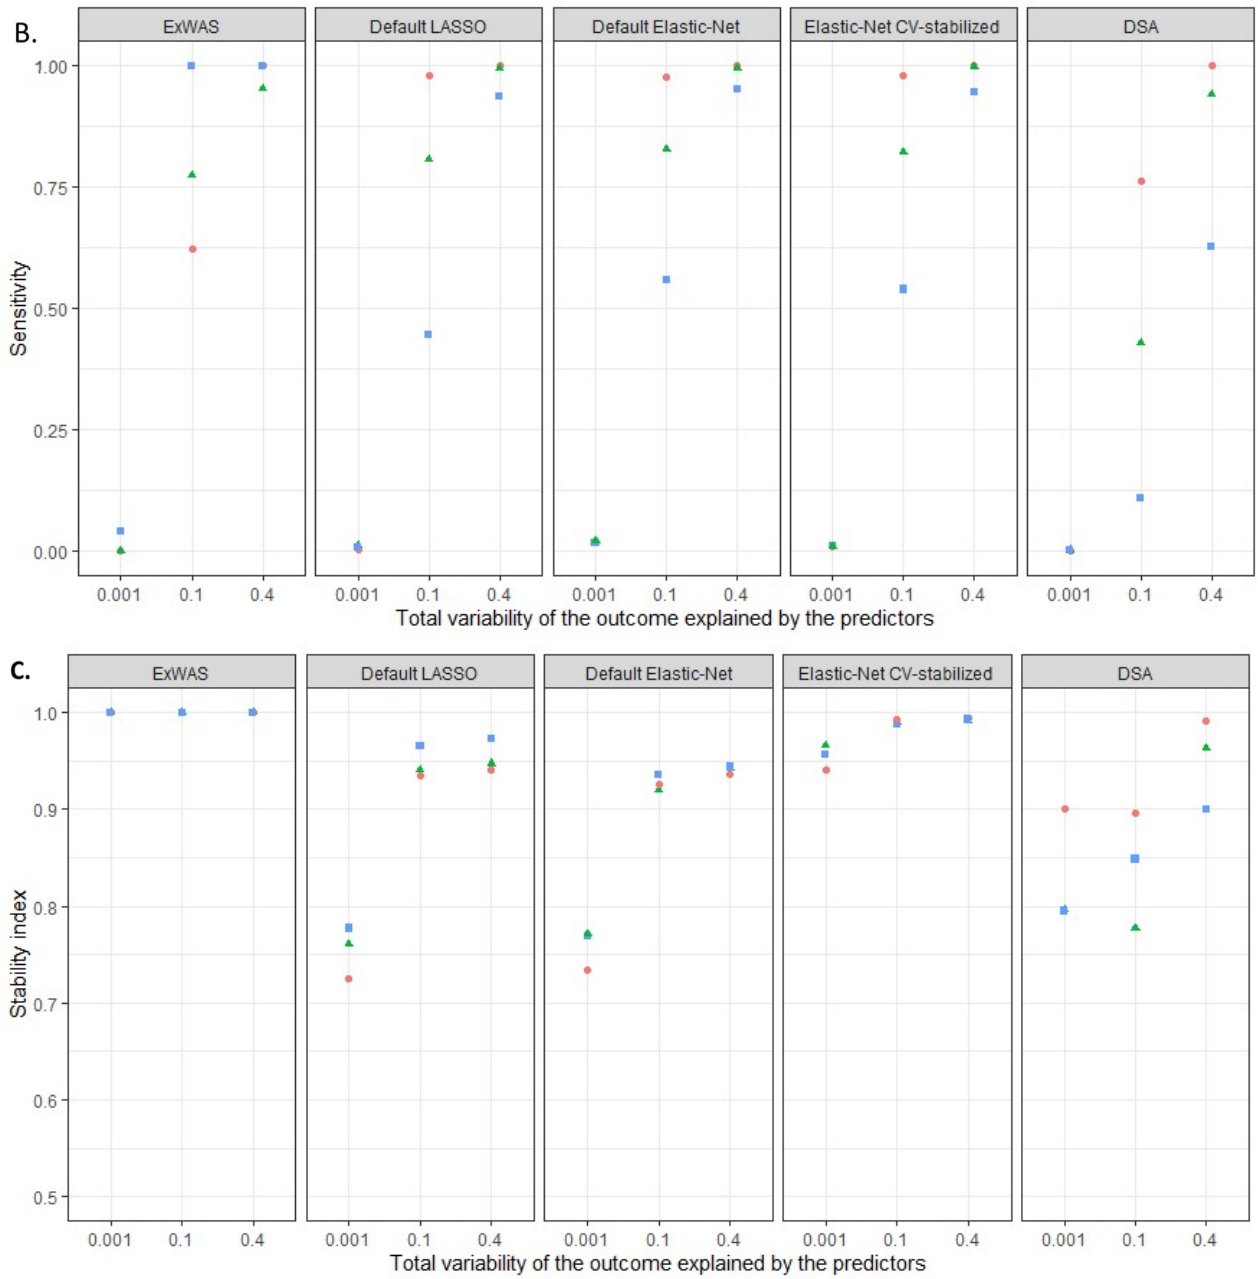 B.
ExWAS Default LASSO Default Elastic-Net Elastic-Net CV-stabilized DSA
1.00
0.75
0.50
0.25
0.00
Sensitivity
0.001 0.1 0.4 0.001 0.1 0.4 0.001 0.1 0.4 0.001 0.1 0.4 0.001 0.1 0.4
Total variability of the outcome explained by the predictors
C.
ExWAS Default LASSO Default Elastic-Net Elastic-Net CV-stabilized DSA
1.0
0.9
0.8
0.7
0.6
0.5
Stability index
0.001 0.1 0.4 0.001 0.1 0.4 0.001 0.1 0.4 0.001 0.1 0.4 0.001 0.1 0.4
Total variability of the outcome explained by the predictors